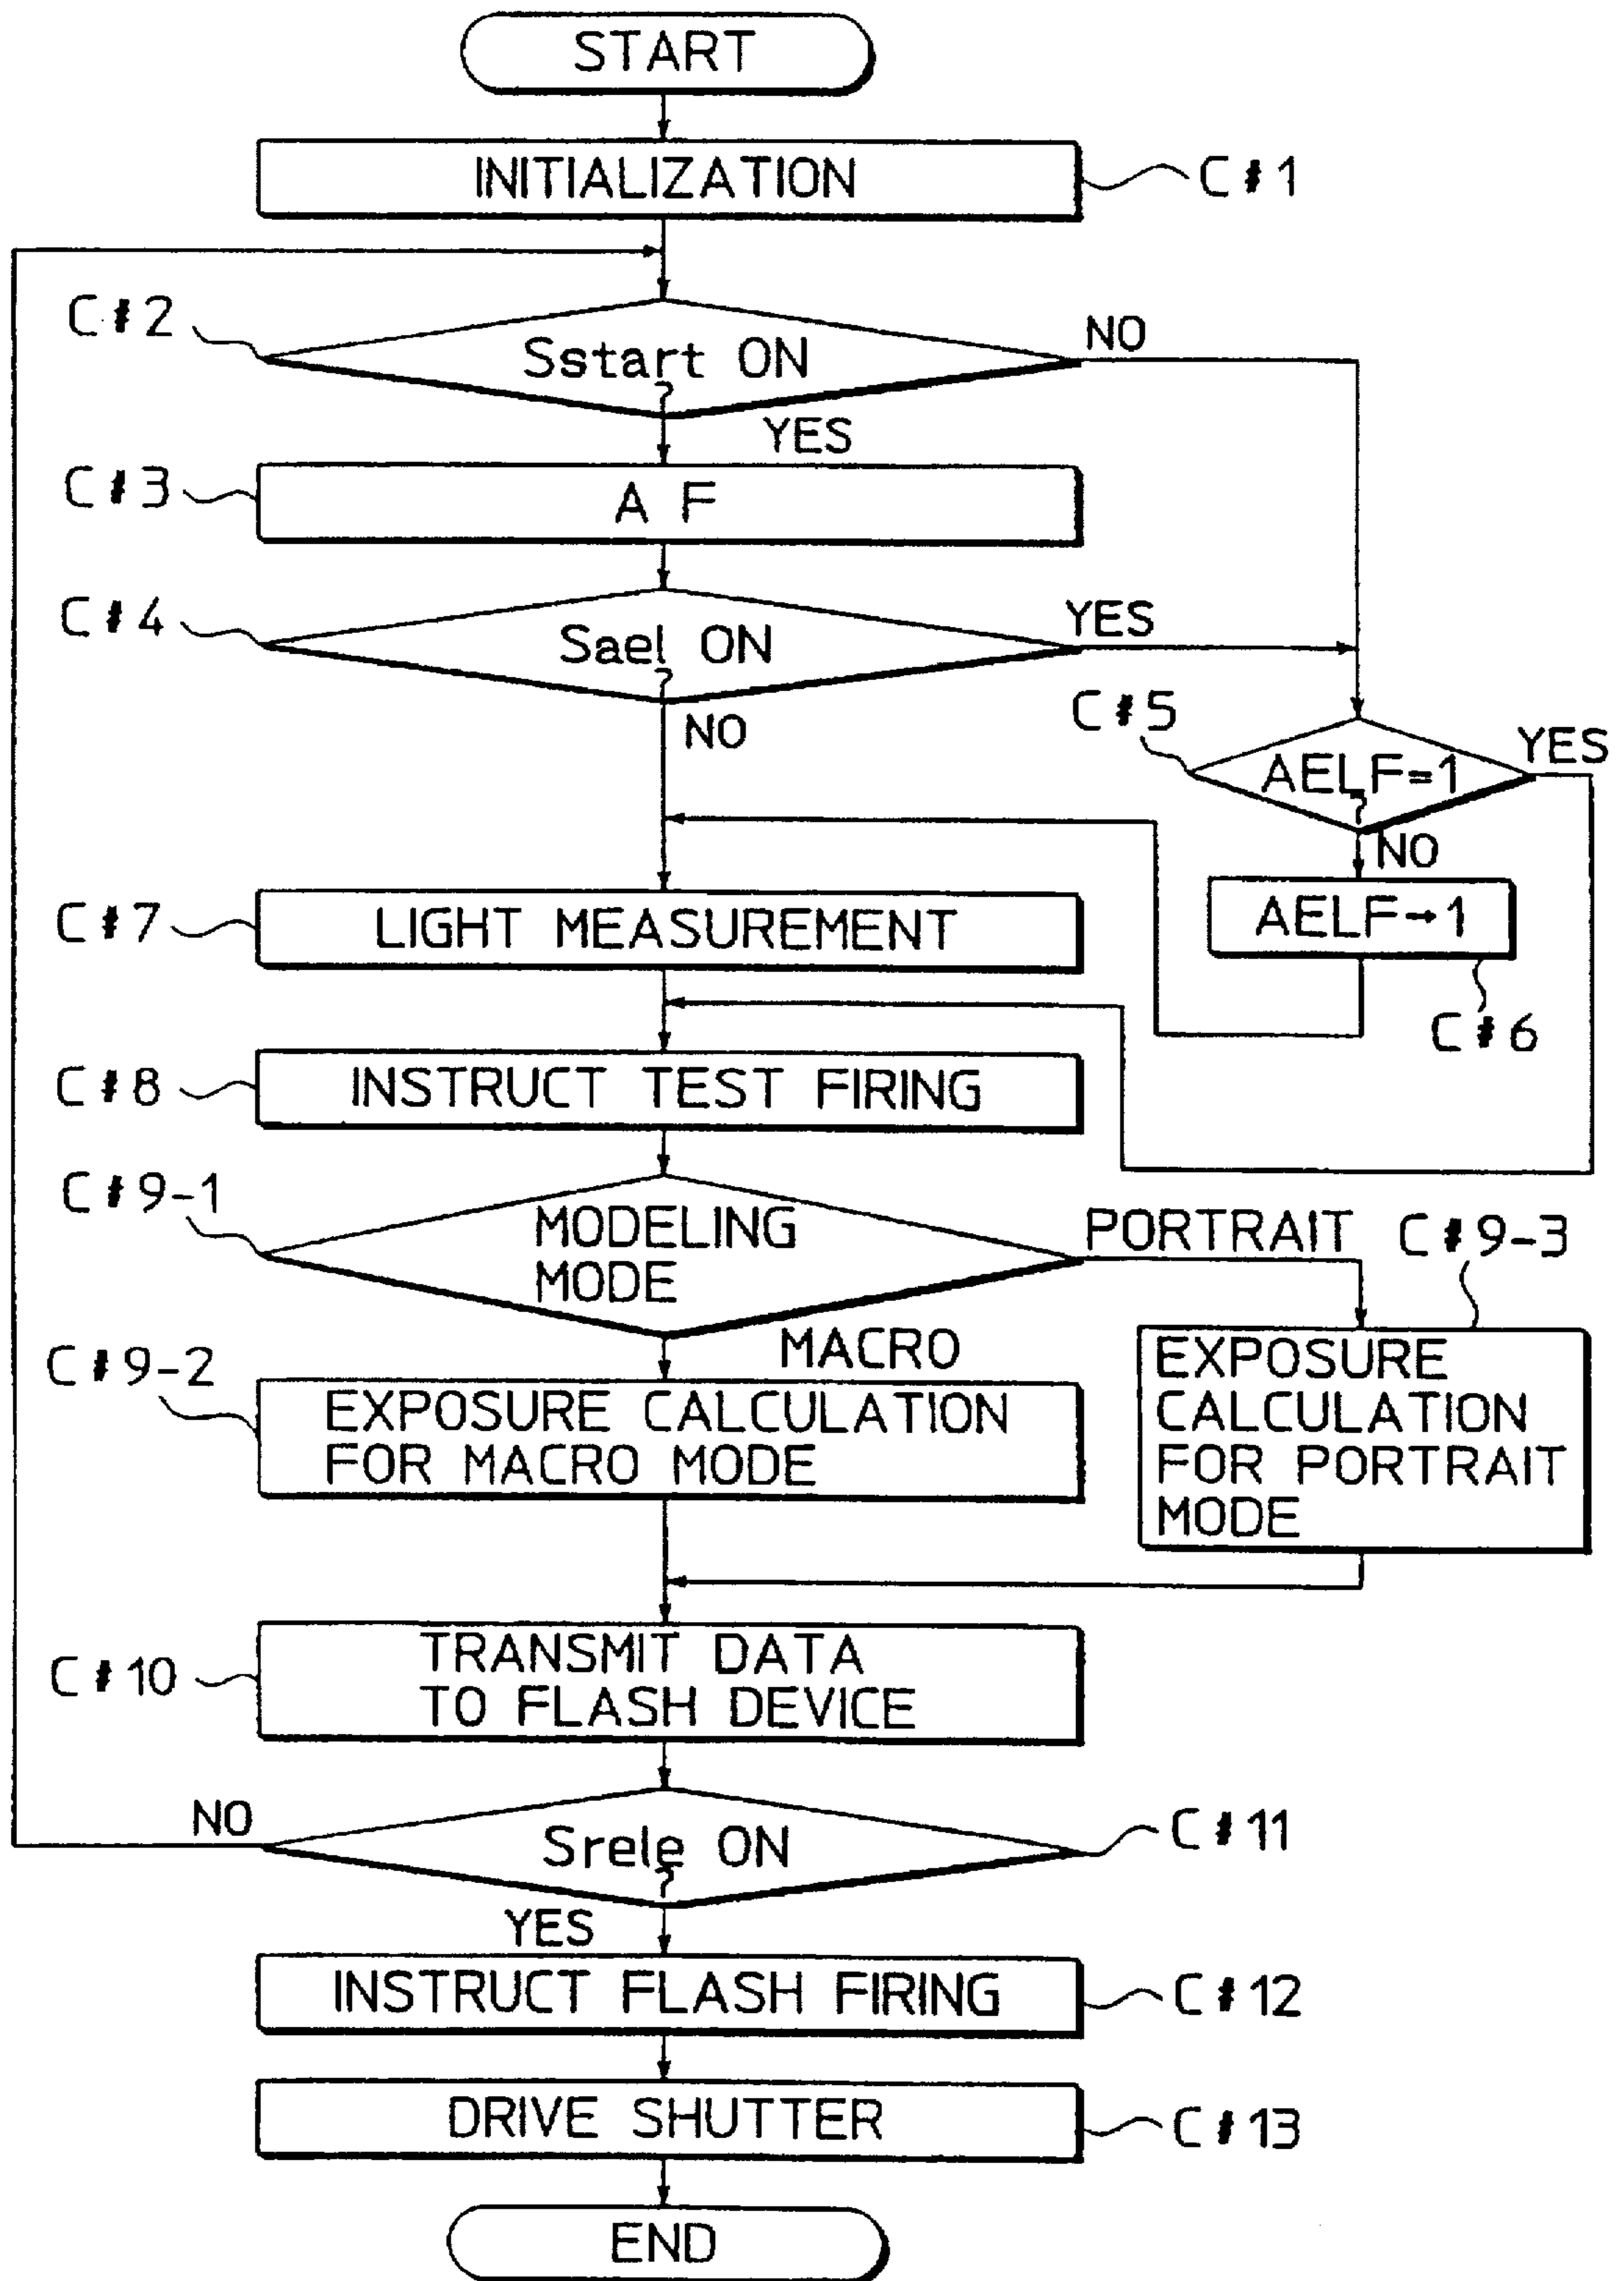 START
INITIALIZATION
C#1
C#2
Sstart ON
?
NO
YES
C#3
AF
C#4
Sael ON
?
YES
NO
C#5
AELF=1
?
YES
NO
AELF→1
C#6
C#7
LIGHT MEASUREMENT
C#8
INSTRUCT TEST FIRING
C#9-1
MODELING
MODE
PORTRAIT
C#9-3
MACRO
EXPOSURE
CALCULATION
FOR PORTRAIT
MODE
C#9-2
EXPOSURE CALCULATION
FOR MACRO MODE
C#10
TRANSMIT DATA
TO FLASH DEVICE
NO
Srele ON
?
C#11
YES
INSTRUCT FLASH FIRING
C#12
DRIVE SHUTTER
C#13
END